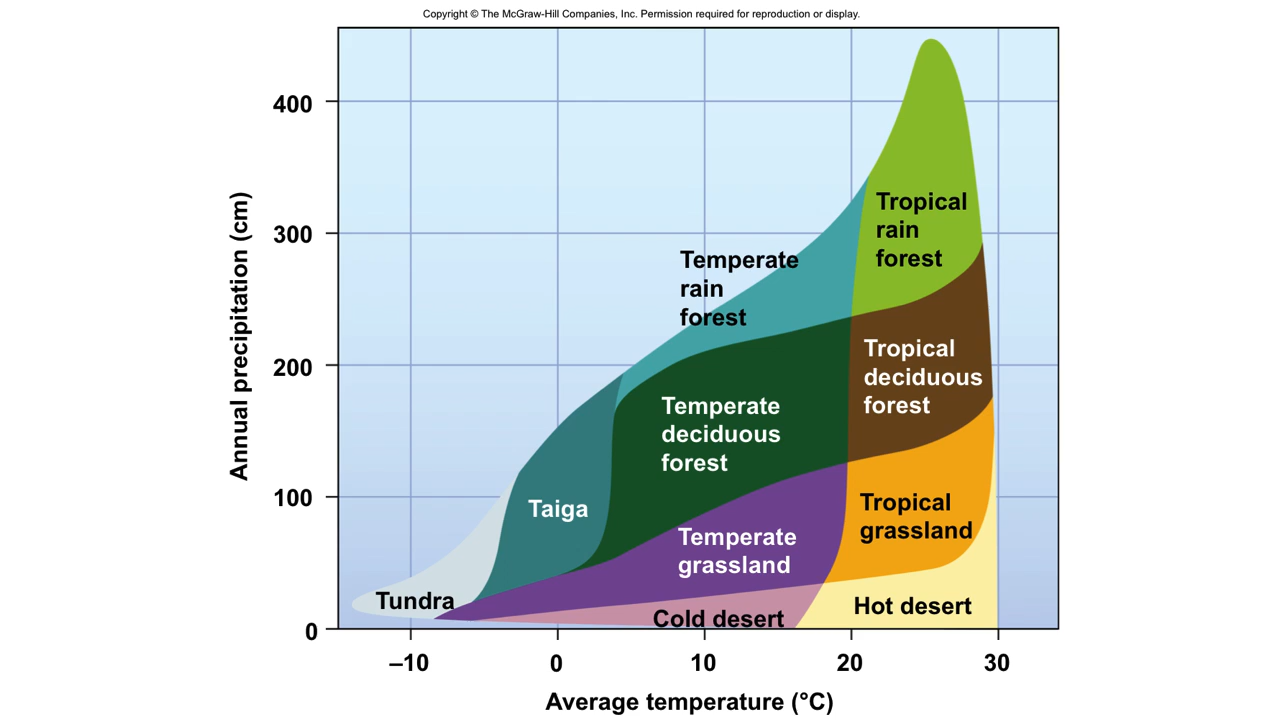 Copyright © The McGraw-Hill Companies, Inc. Permission required for reproduction or display.
Annual precipitation (cm)
400
300
200
100
0
Tropical
rain
forest
Temperate
rain
forest
Tropical
deciduous
forest
Temperate
deciduous
forest
Taiga
Tropical
grassland
Temperate
grassland
Tundra
Cold desert
Hot desert
–10
0
10
20
30
Average temperature (°C)